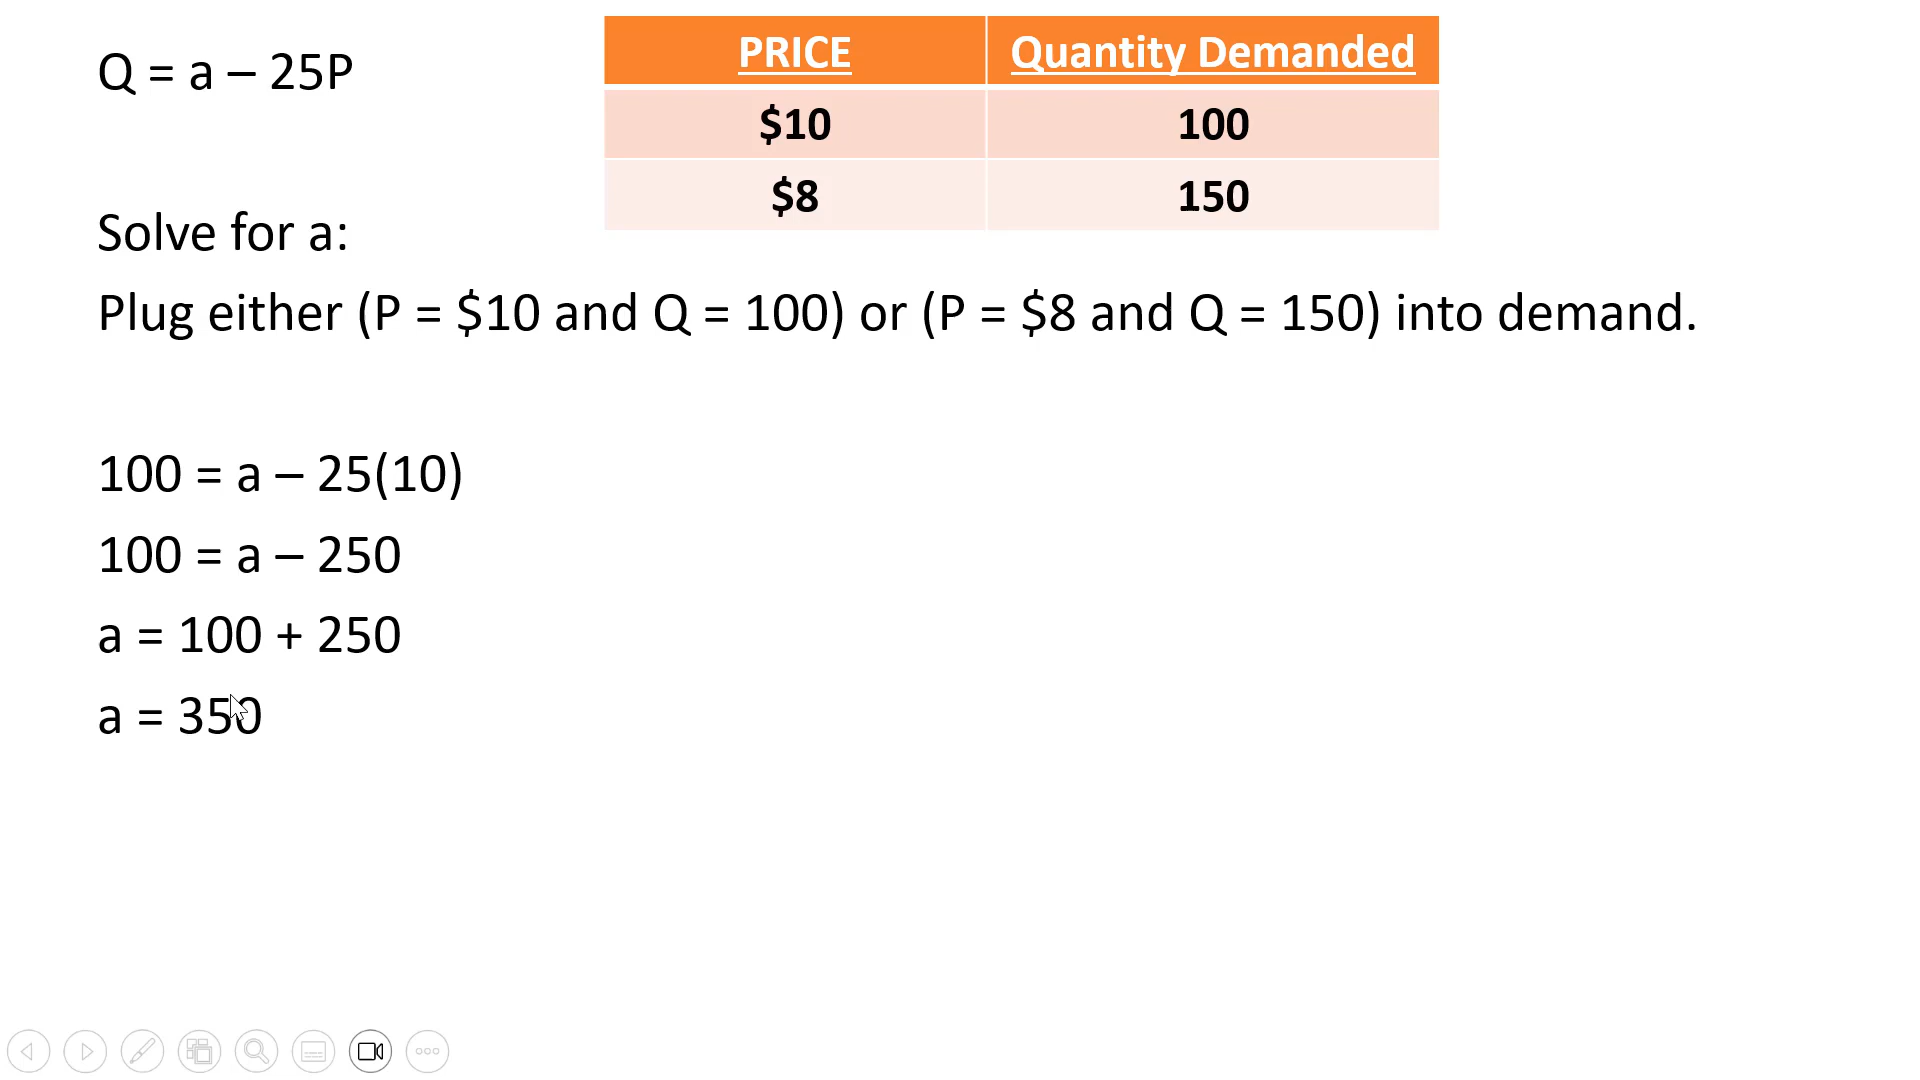 Q = a – 25P
PRICE Quantity Demanded
$10 100
$8 150
Solve for a:
Plug either (P = $10 and Q = 100) or (P = $8 and Q = 150) into demand.
100 = a – 25(10)
100 = a – 250
a = 100 + 250
a = 350